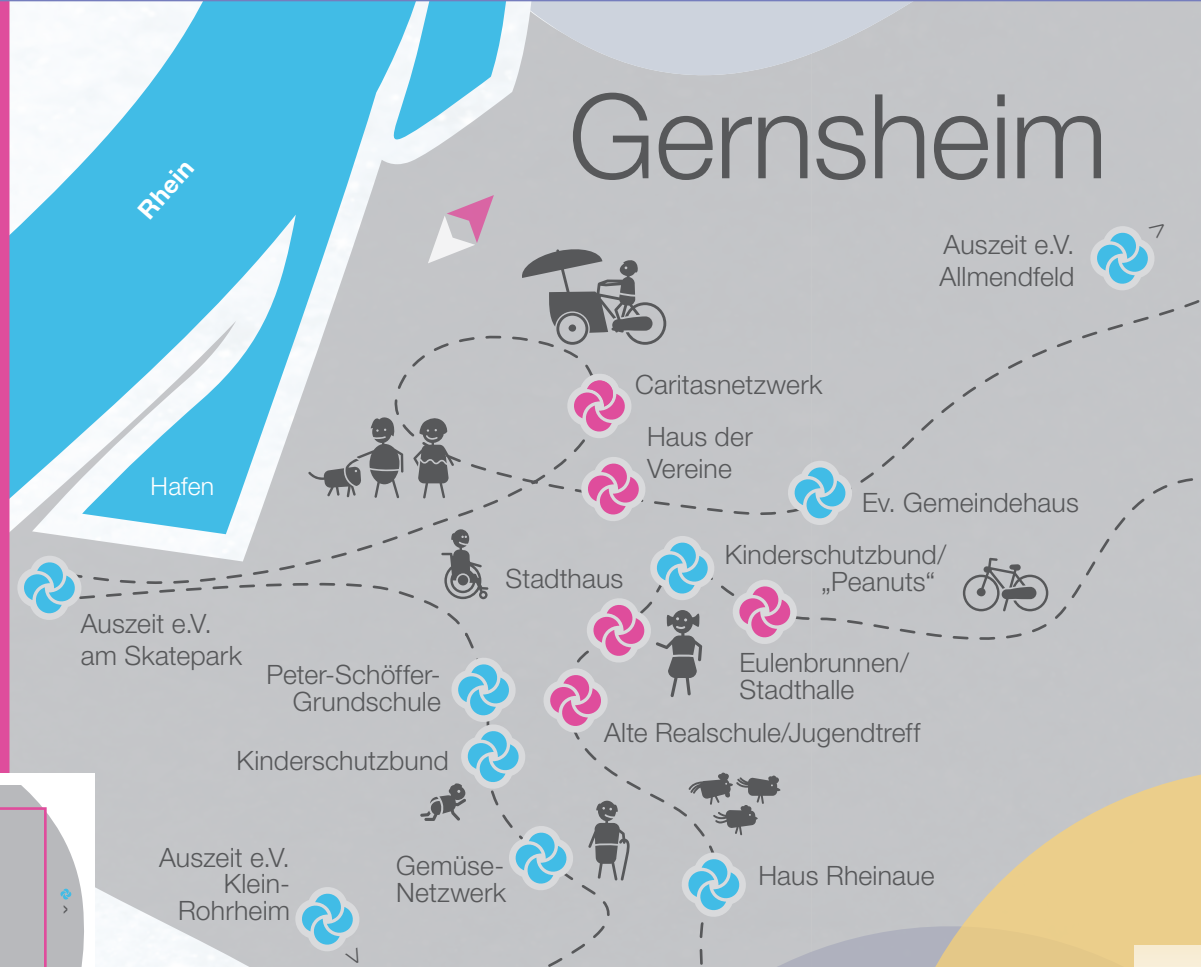 Gernsheim
Rhein
Auszeit e.V.
Allmendfeld
Caritasnetzwerk
Haus der
Vereine
Hafen
Ev. Gemeindehaus
Kinderschutzbund/
„Peanuts“
Stadthaus
Auszeit e.V.
am Skatepark
Peter-Schöffer-
Grundschule
Eulenbrunnen/
Stadthalle
Alte Realschule/Jugendtreff
Kinderschutzbund
Auszeit e.V.
Klein-
Rohrheim
Gemüse-
Netzwerk
Haus Rheinaue